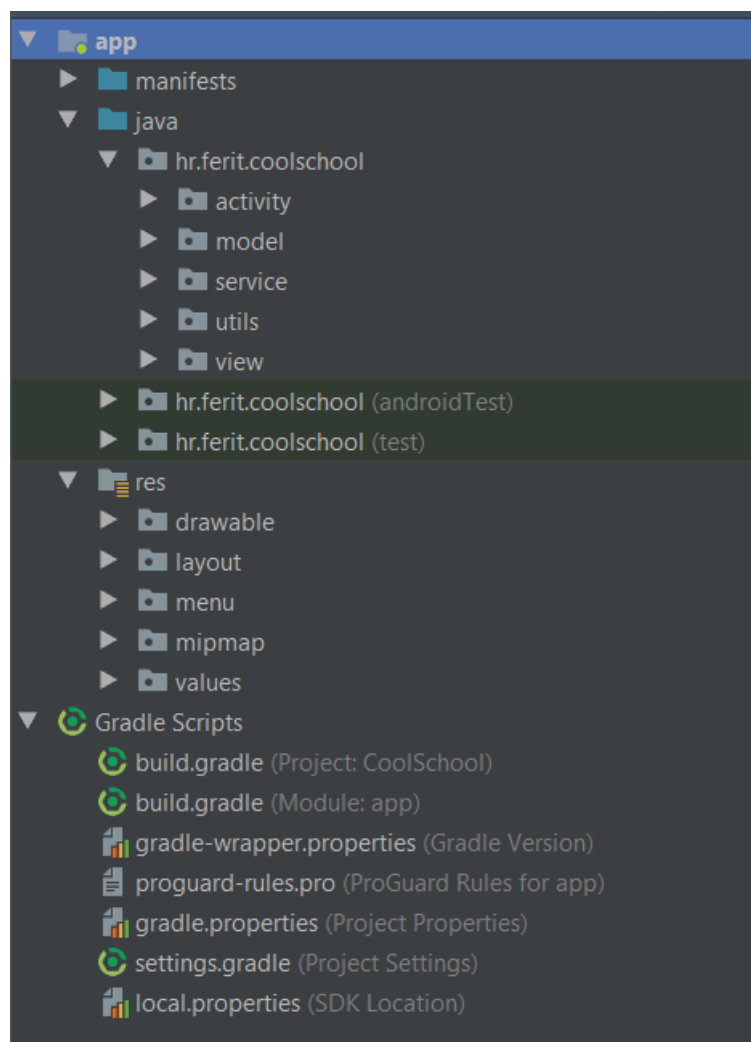 app
manifests
java
hr.ferit.coolschool
activity
model
service
utils
view
hr.ferit.coolschool (androidTest)
hr.ferit.coolschool (test)
res
drawable
layout
menu
mipmap
values
Gradle Scripts
build.gradle (Project: CoolSchool)
build.gradle (Module: app)
gradle-wrapper.properties (Gradle Version)
proguard-rules.pro (ProGuard Rules for app)
gradle.properties (Project Properties)
settings.gradle (Project Settings)
local.properties (SDK Location)